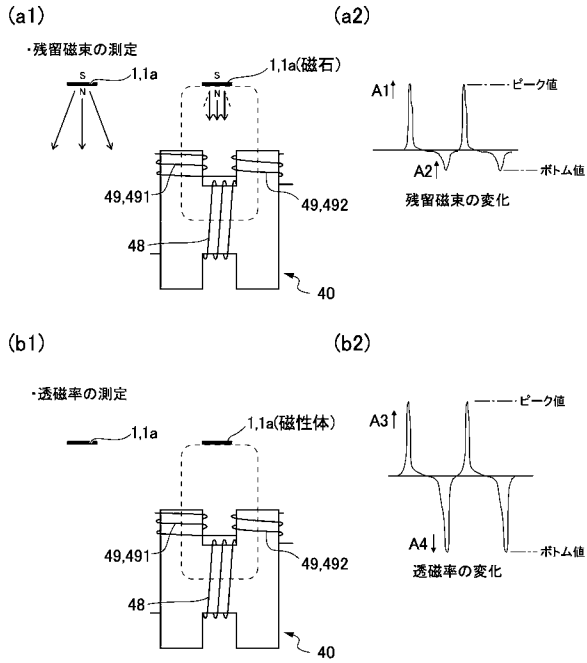 (a1)
(a2)
・残留磁束の測定
S
N
1,1a
S
N
1,1a(磁石)
49,491
49,492
48
40
A1
ピーク値
A2
ボトム値
残留磁束の変化
(b1)
(b2)
・透磁率の測定
1,1a
1,1a(磁性体)
49,491
49,492
48
40
A3
ピーク値
A4
ボトム値
透磁率の変化